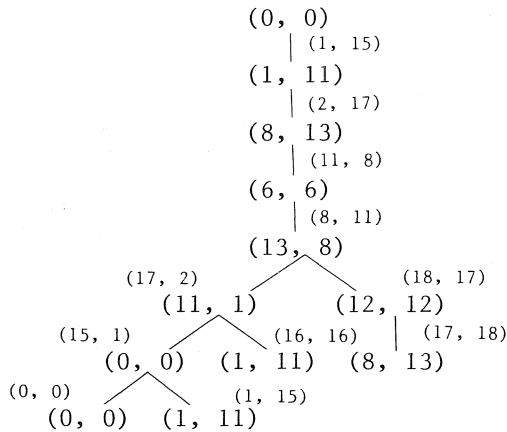 (0, 0)
(1, 15)
(1, 11)
(2, 17)
(8, 13)
(11, 8)
(6, 6)
(8, 11)
(13, 8)
(17, 2) (18, 17)
(11, 1) (12, 12)
(15, 1) (16, 16) (17, 18)
(0, 0) (1, 11) (8, 13)
(0, 0) (1, 15)
(0, 0) (1, 11)